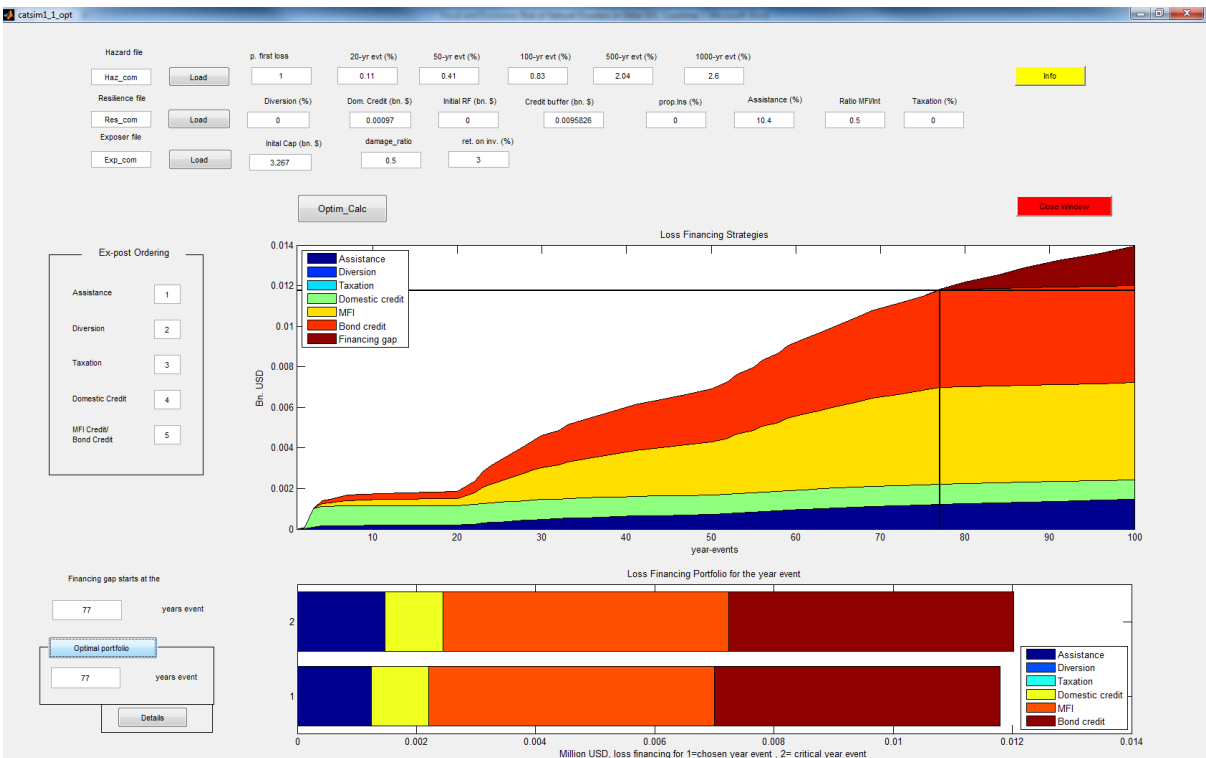 catsim1_1_opt
Hazard file
p. first loss
20-yr evt (%)
50-yr evt (%)
100-yr evt (%)
500-yr evt (%)
1000-yr evt (%)
Haz_com
Load
1
0.11
0.41
0.83
2.04
2.6
Info
Resilience file
Diversion (%)
Dom. Credit (bn. $)
Initial RF (bn. $)
Credit buffer (bn. $)
prop.Ins (%)
Assistance (%)
Ratio MFI/Int
Taxation (%)
Res_com
Load
0
0.00097
0
0.0095826
0
10.4
0.5
0
Exposer file
Inital Cap (bn. $)
damage_ratio
ret. on inv. (%)
Exp_com
Load
3.267
0.5
3
Optim_Calc
Close Window
Ex-post Ordering
Assistance
1
Diversion
2
Taxation
3
Domestic Credit
4
MFI Credit/
Bond Credit
5
Loss Financing Strategies
0.014
0.012
0.01
0.008
0.006
0.004
0.002
0
Bn. USD
Assistance
Diversion
Taxation
Domestic credit
MFI
Bond credit
Financing gap
10
20
30
40
50
60
70
80
90
100
year-events
Financing gap starts at the
77
years event
Optimal portfolio
77
years event
Details
Loss Financing Portfolio for the year event
2
1
Assistance
Diversion
Taxation
Domestic credit
MFI
Bond credit
0
0.002
0.004
0.006
0.008
0.01
0.012
0.014
Million USD, loss financing for 1=chosen year event , 2= critical year event